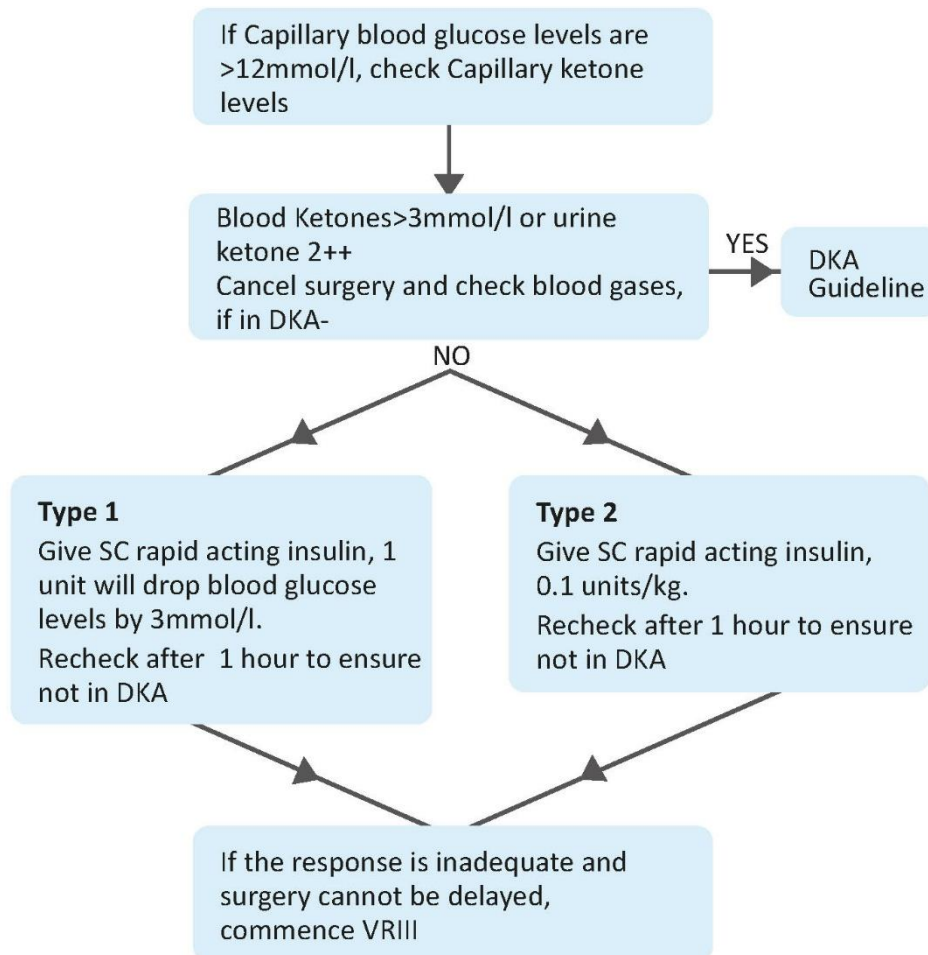 If Capillary blood glucose levels are
>12mmol/l, check Capillary ketone
levels
Blood Ketones>3mmol/l or urine
ketone 2++
Cancel surgery and check blood gases,
if in DKA-
YES
DKA
Guideline
NO
Type 1
Give SC rapid acting insulin, 1
unit will drop blood glucose
levels by 3mmol/l.
Recheck after 1 hour to ensure
not in DKA
Type 2
Give SC rapid acting insulin,
0.1 units/kg.
Recheck after 1 hour to ensure
not in DKA
If the response is inadequate and
surgery cannot be delayed,
commence VRIII